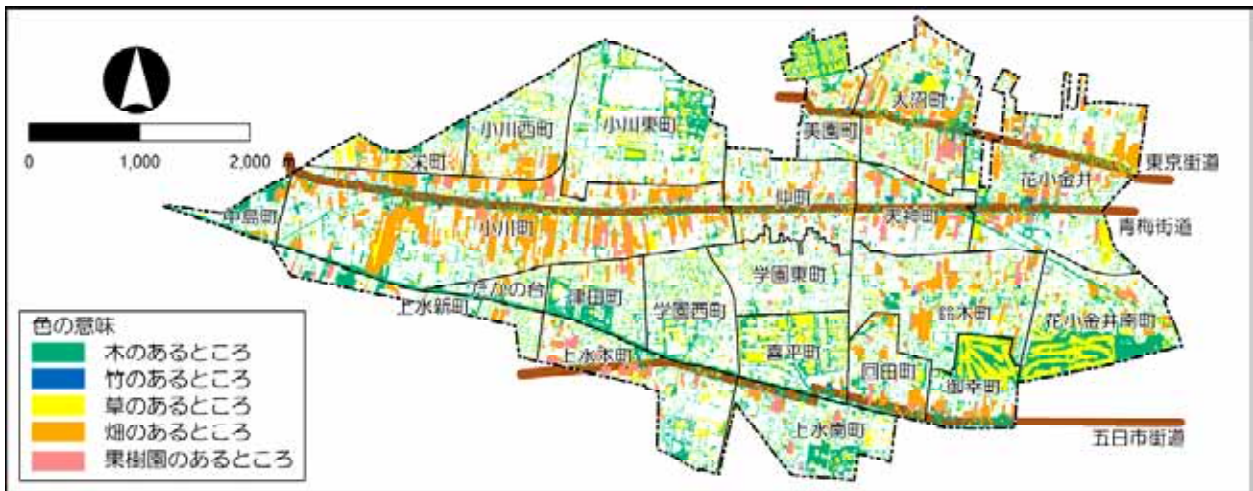 0
1,000
2,000
m
小川西町
小川東町
大沼町
美園町
栄町
東京街道
花小金井
中島町
小川町
仲町
天神町
青梅街道
学園東町
たかの台
津田町
上水新町
学園西町
鈴木町
花小金井南町
上水本町
喜平町
回田町
御幸町
上水南町
五日市街道
色の意味
木のあるところ
竹のあるところ
草のあるところ
畑のあるところ
果樹園のあるところ